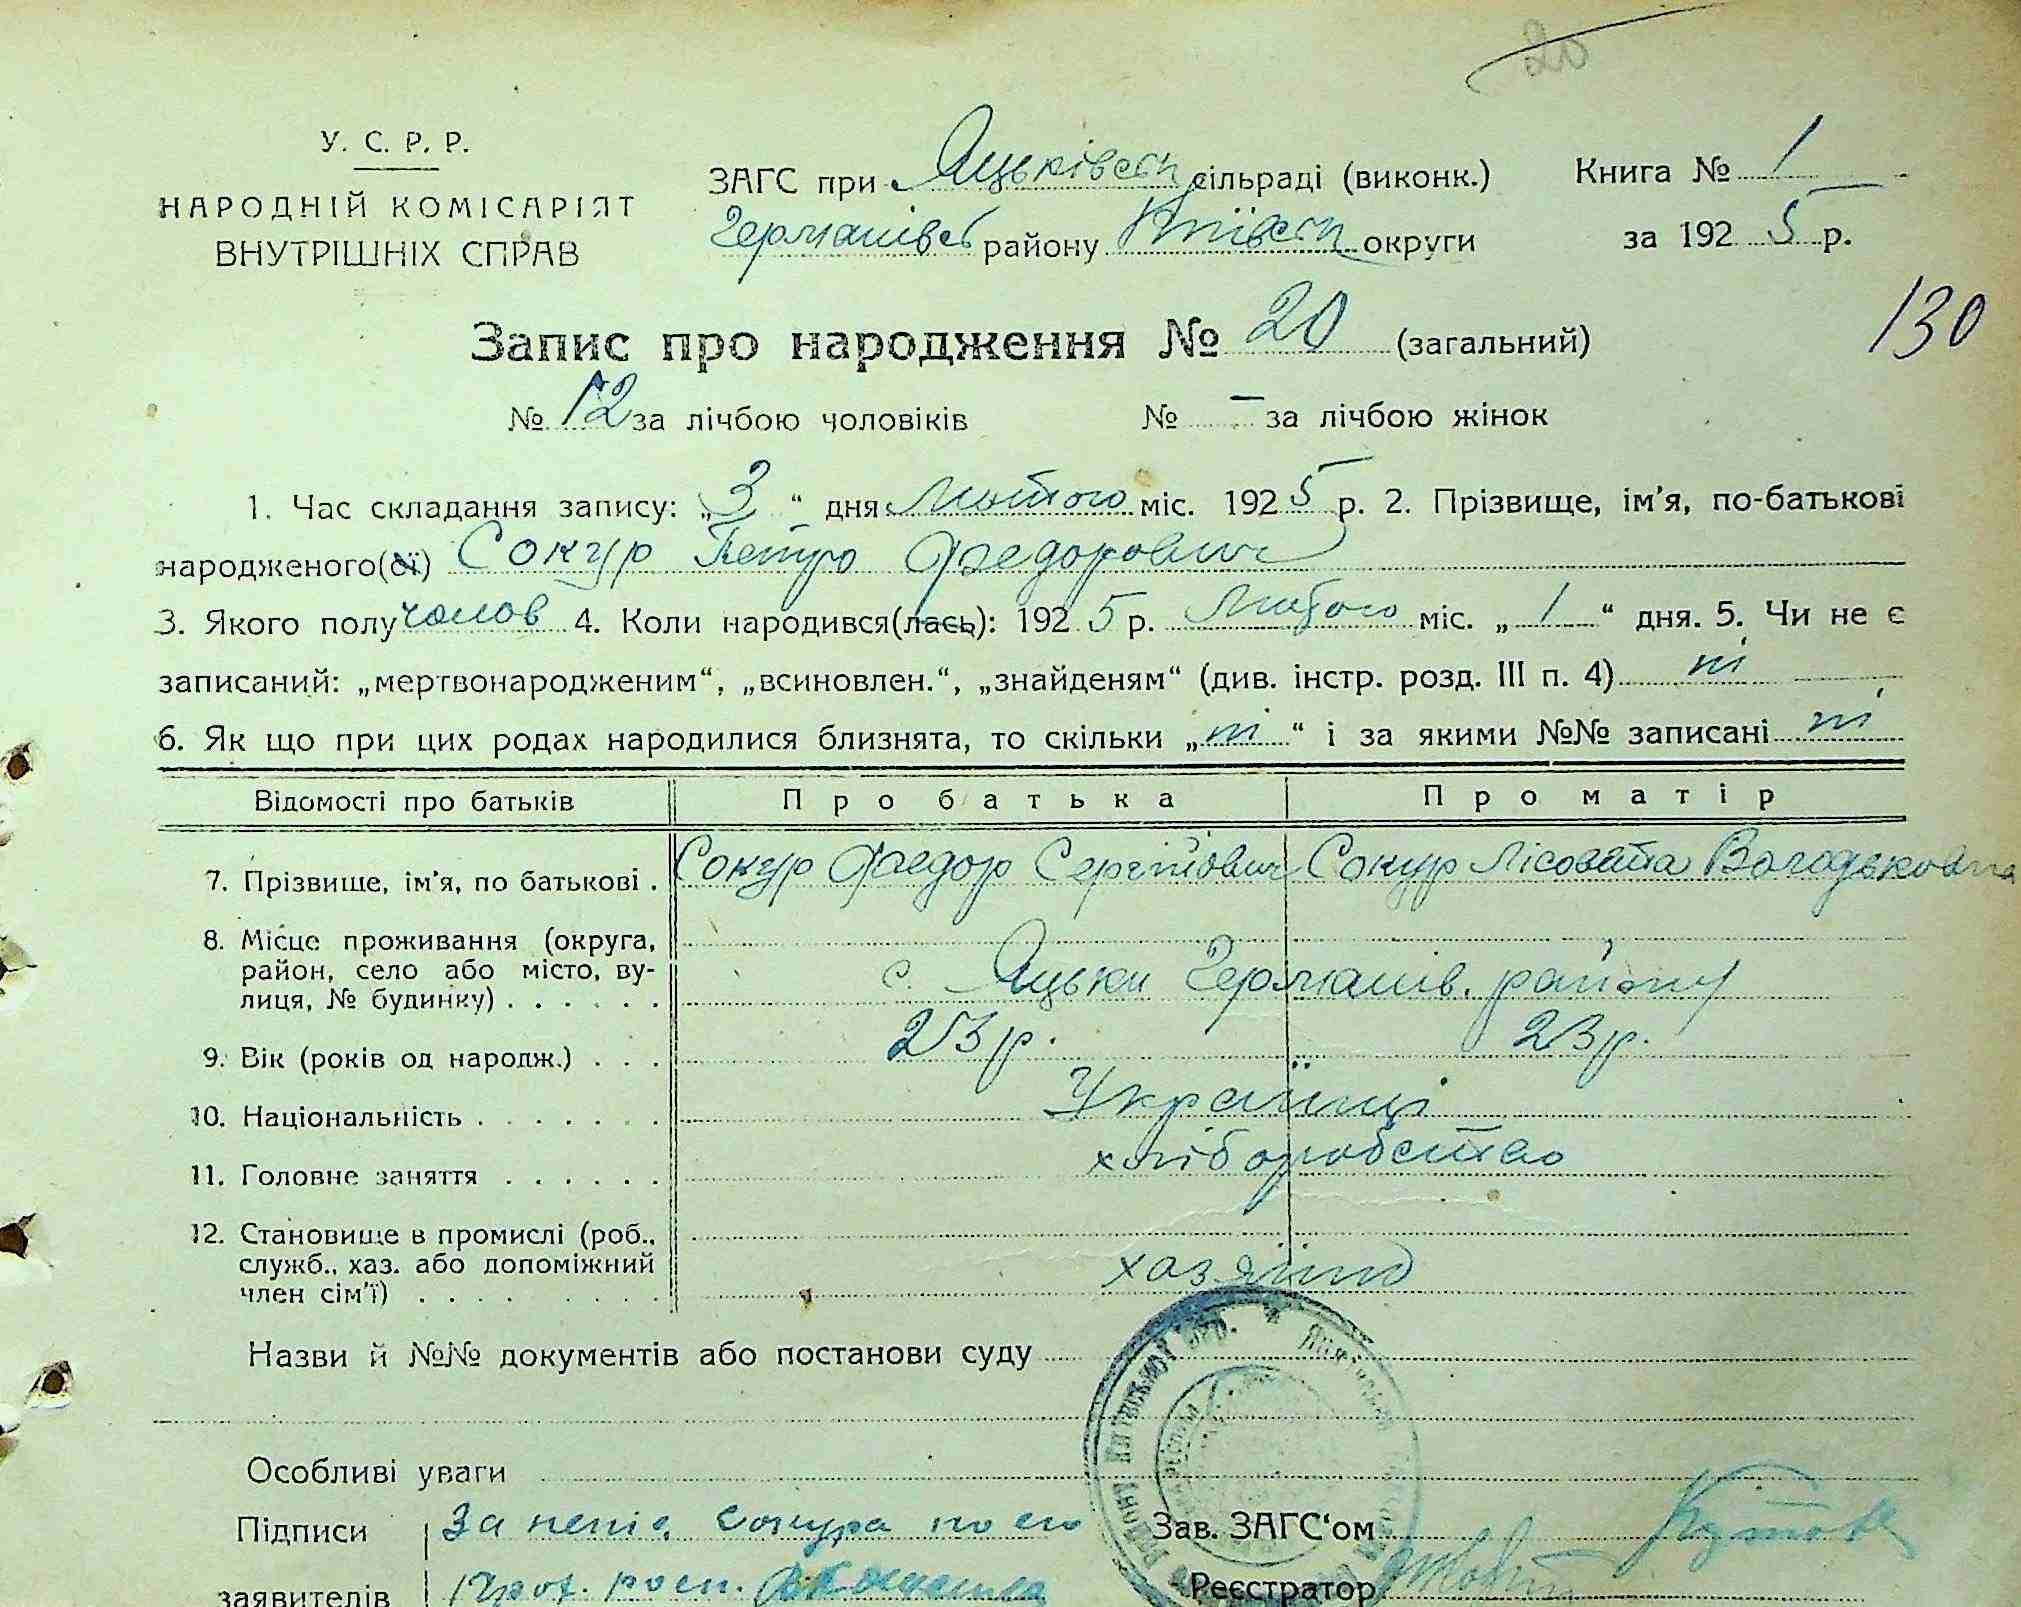 У. С. Р. Р.
НАРОДНІЙ КОМІСАРІЯТ
ВНУТРІШНІХ СПРАВ
ЗАГС при Яцьківськ сільраді (виконк.) Книга № 1
Германівськ району Київськ округи за 1925 р.
130
Запис про народження № 20 (загальний)
№ 12 за лічбою чоловіків № – за лічбою жінок
1. Час складання запису: „3“ дня Лютого міс. 1925 р. 2. Прізвище, ім'я, по-батькові
народженого(ої) Сокур Петро Федорович
3. Якого полу чолов 4. Коли народився(лась): 1925 р. Лютого міс. „1“ дня. 5. Чи не є
записаний: „мертвонародженим“, „всиновлен.“, „знайденям“ (див. інстр. розд. III п. 4) ні
6. Як що при цих родах народилися близнята, то скільки „ні“ і за якими №№ записані ні
Відомості про батьків Про батька Про матір
7. Прізвище, ім'я, по батькові. Сокур Федор Сергійович Сокур Лісовета Володьковна
8. Місце проживання (округа,
район, село або місто, ву-
лиця, № будинку) . . . . . . с. Яцьки Германів. району
9. Вік (років од народж.) . . . 23 р. 23 р.
10. Національність . . . . . . . Українці
11. Головне заняття . . . . . . хліборобство
12. Становище в промислі (роб.,
служб., хаз. або допоміжний
член сім'ї) . . . . . . . . . хазяїни
Назви й №№ документів або постанови суду
Особливі уваги
Підписи За Сокура Зав. ЗАГС'ом
заявителів росп. Реєстратор